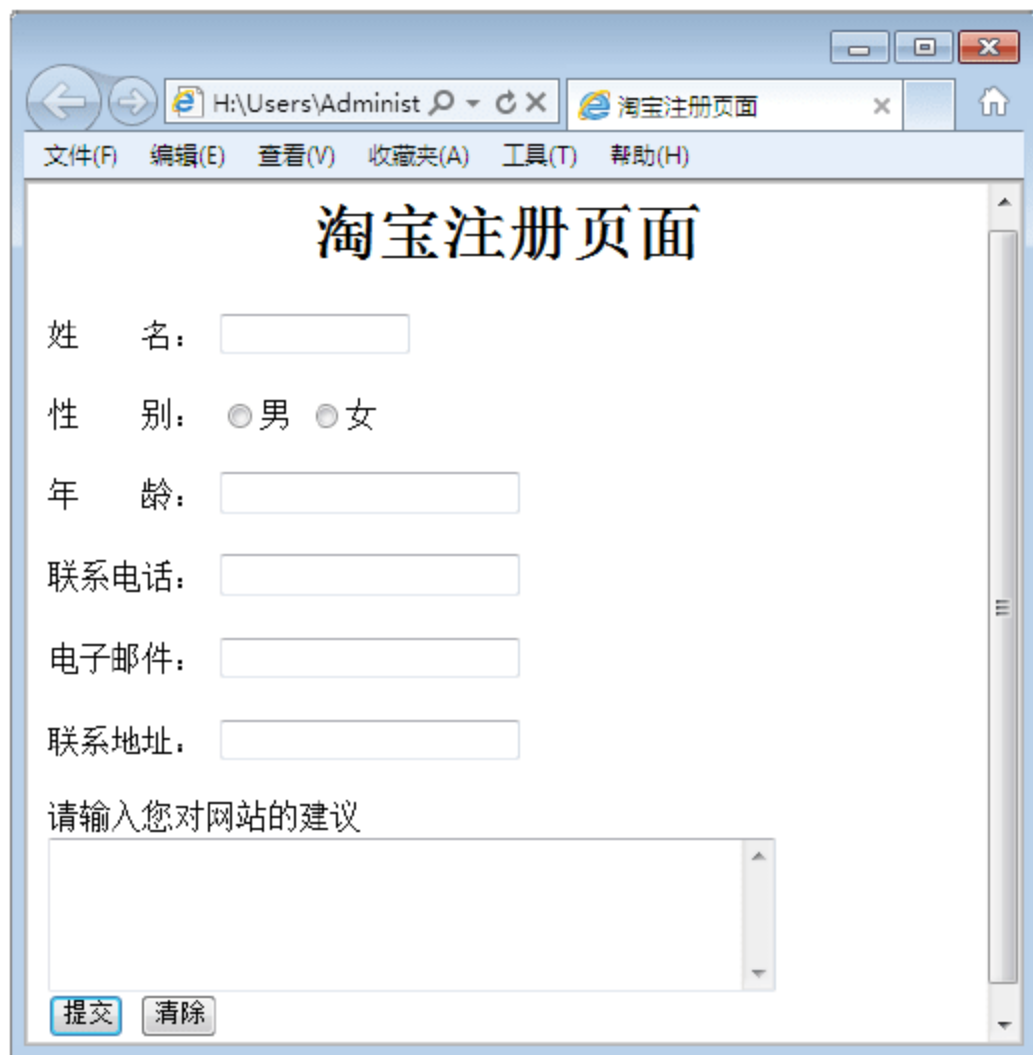 H:\Users\Administ
淘宝注册页面
文件(F) 编辑(E) 查看(V) 收藏夹(A) 工具(T) 帮助(H)
淘宝注册页面
姓 名：
性 别： 男 女
年 龄：
联系电话：
电子邮件：
联系地址：
请输入您对网站的建议
提交 清除